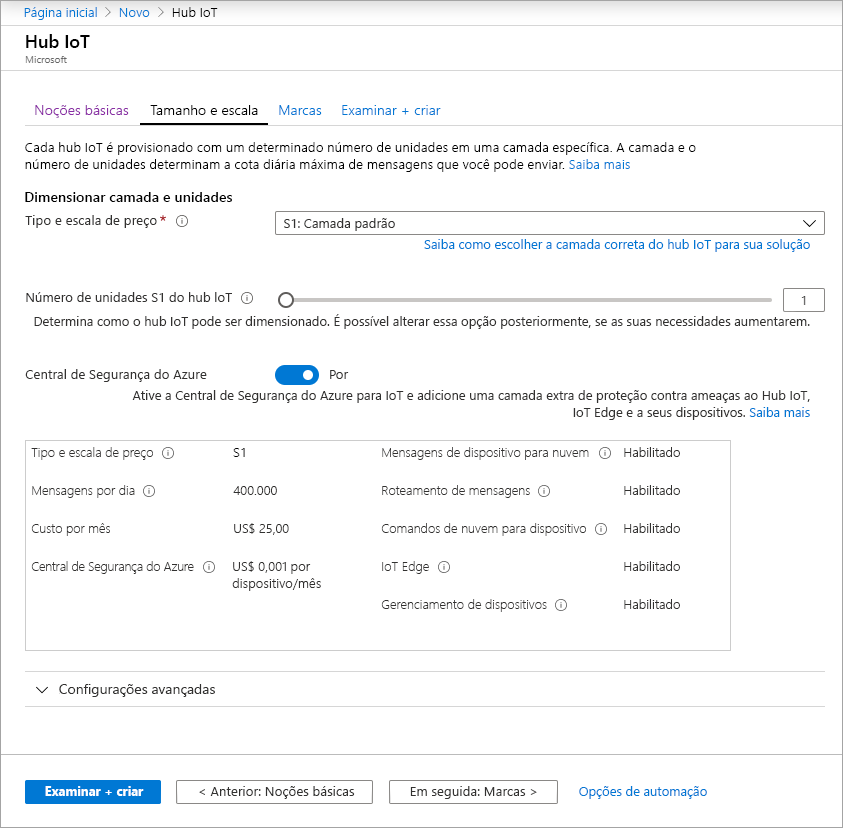 Página inicial > Novo > Hub IoT
Hub IoT
Microsoft
Noções básicas Tamanho e escala Marcas Examinar + criar
Cada hub IoT é provisionado com um determinado número de unidades em uma camada específica. A camada e o
número de unidades determinam a cota diária máxima de mensagens que você pode enviar. Saiba mais
Dimensionar camada e unidades
Tipo e escala de preço *
S1: Camada padrão
Saiba como escolher a camada correta do hub IoT para sua solução
Número de unidades S1 do hub IoT
1
Determina como o hub IoT pode ser dimensionado. É possível alterar essa opção posteriormente, se as suas necessidades aumentarem.
Central de Segurança do Azure Por
Ative a Central de Segurança do Azure para IoT e adicione uma camada extra de proteção contra ameaças ao Hub IoT,
IoT Edge e a seus dispositivos. Saiba mais
Tipo e escala de preço S1 Mensagens de dispositivo para nuvem Habilitado
Mensagens por dia 400.000 Roteamento de mensagens Habilitado
Custo por mês US$ 25,00 Comandos de nuvem para dispositivo Habilitado
Central de Segurança do Azure US$ 0,001 por IoT Edge Habilitado
dispositivo/mês
Gerenciamento de dispositivos Habilitado
Configurações avançadas
Examinar + criar < Anterior: Noções básicas Em seguida: Marcas > Opções de automação